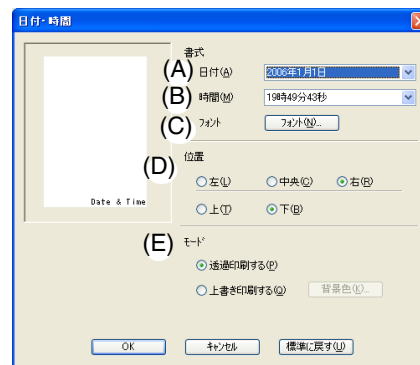 日付・時間
書式
(A) 日付(A) 2006年1月1日
(B) 時間(M) 19時49分43秒
(C) フォント フォント(N)...
位置
(D)
左(L) 中央(C) 右(R)
Date & Time
上(T) 下(B)
(E) モード
透過印刷する(P)
上書き印刷する(O) 背景色(K)...
OK キャンセル 標準に戻す(U)